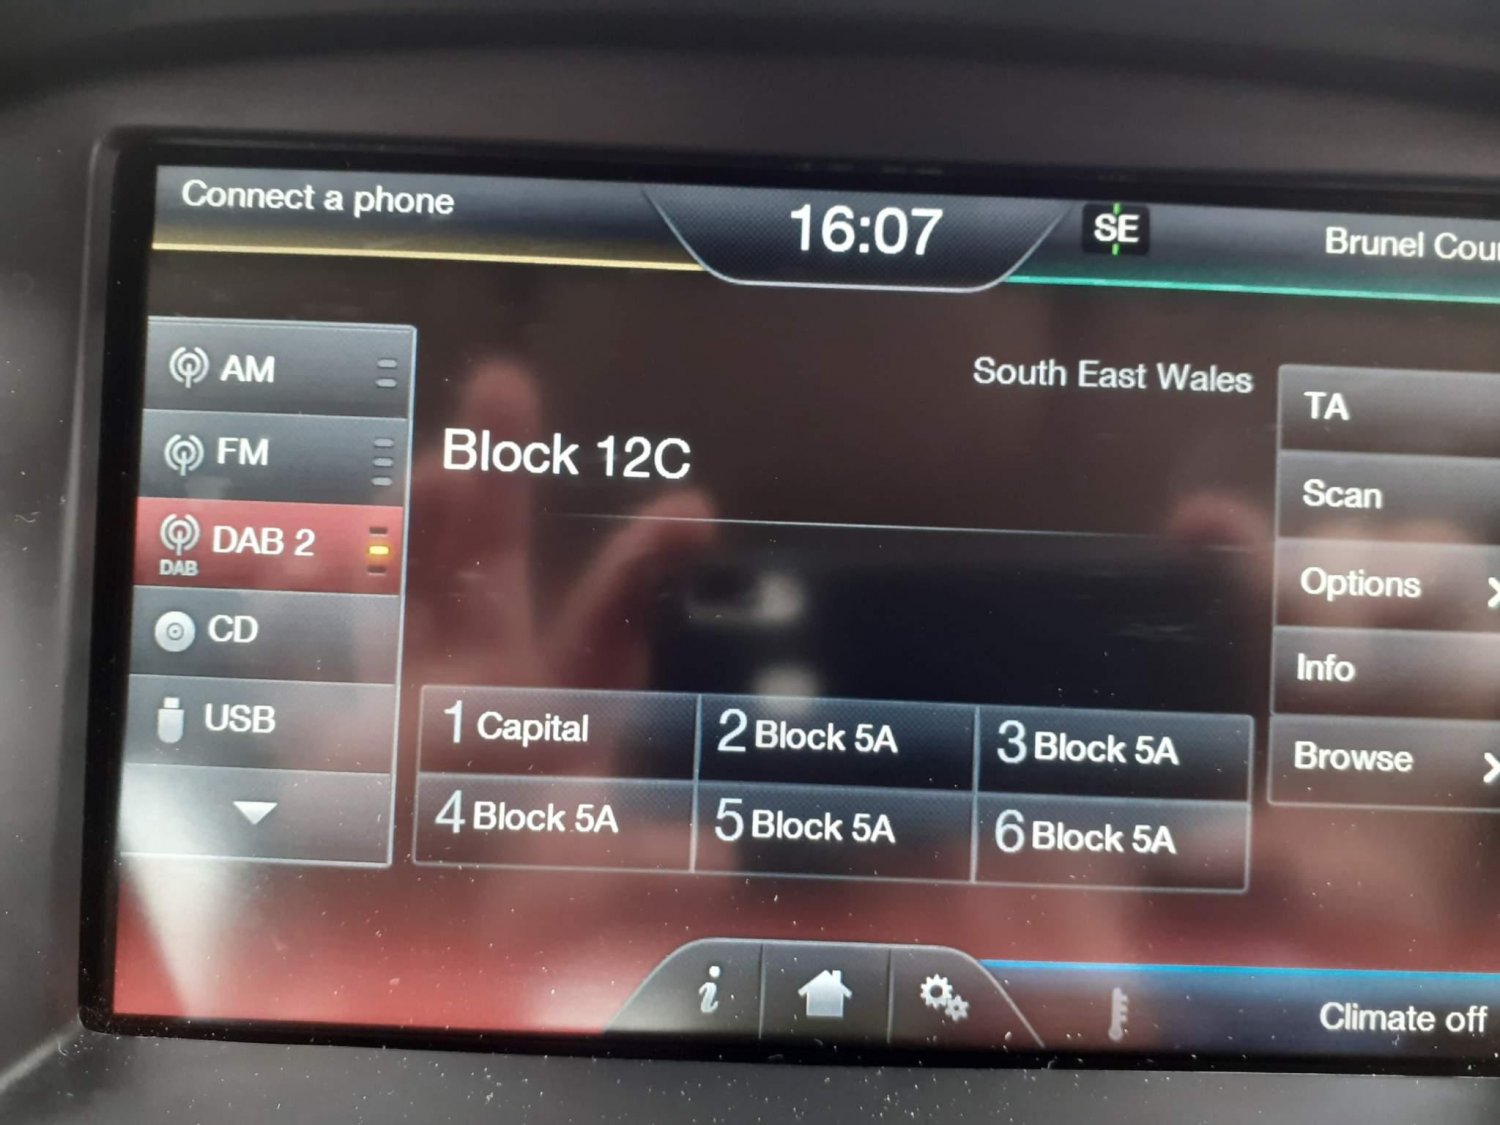 Connect a phone
16:07
SE
Brunel Cour
AM
FM
DAB 2
DAB
CD
USB
South East Wales
Block 12C
TA
Scan
Options
Info
Browse
1 Capital
2 Block 5A
3 Block 5A
4 Block 5A
5 Block 5A
6 Block 5A
i
Climate off